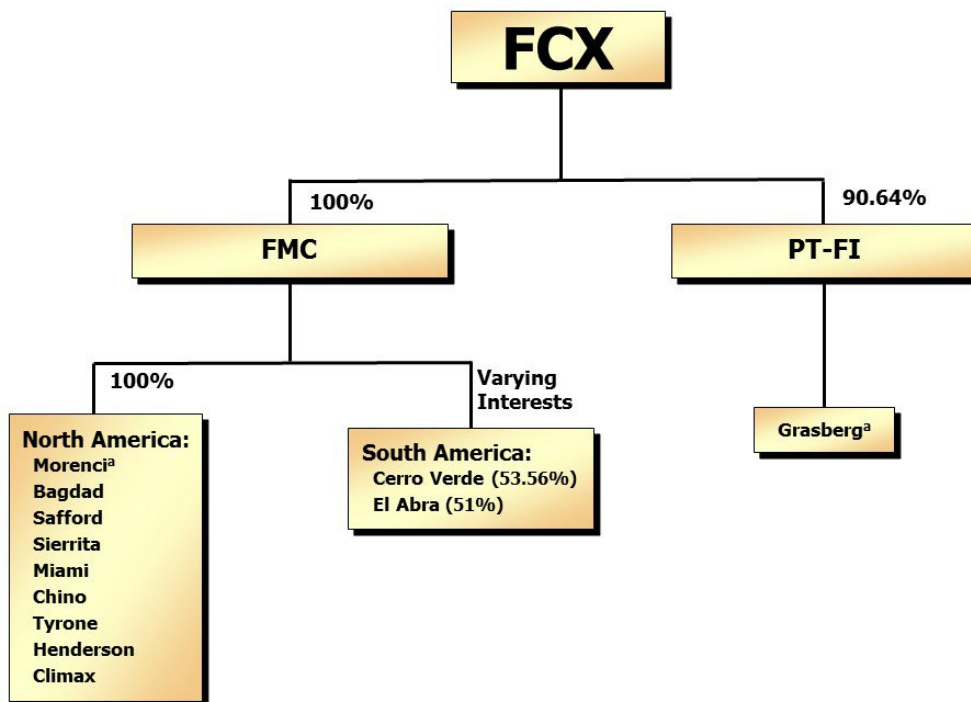 FCX
100%
90.64%
FMC
PT-FI
100%
Varying
Interests
North America:
Morenciᵃ
Bagdad
Safford
Sierrita
Miami
Chino
Tyrone
Henderson
Climax
South America:
Cerro Verde (53.56%)
El Abra (51%)
Grasbergᵃ